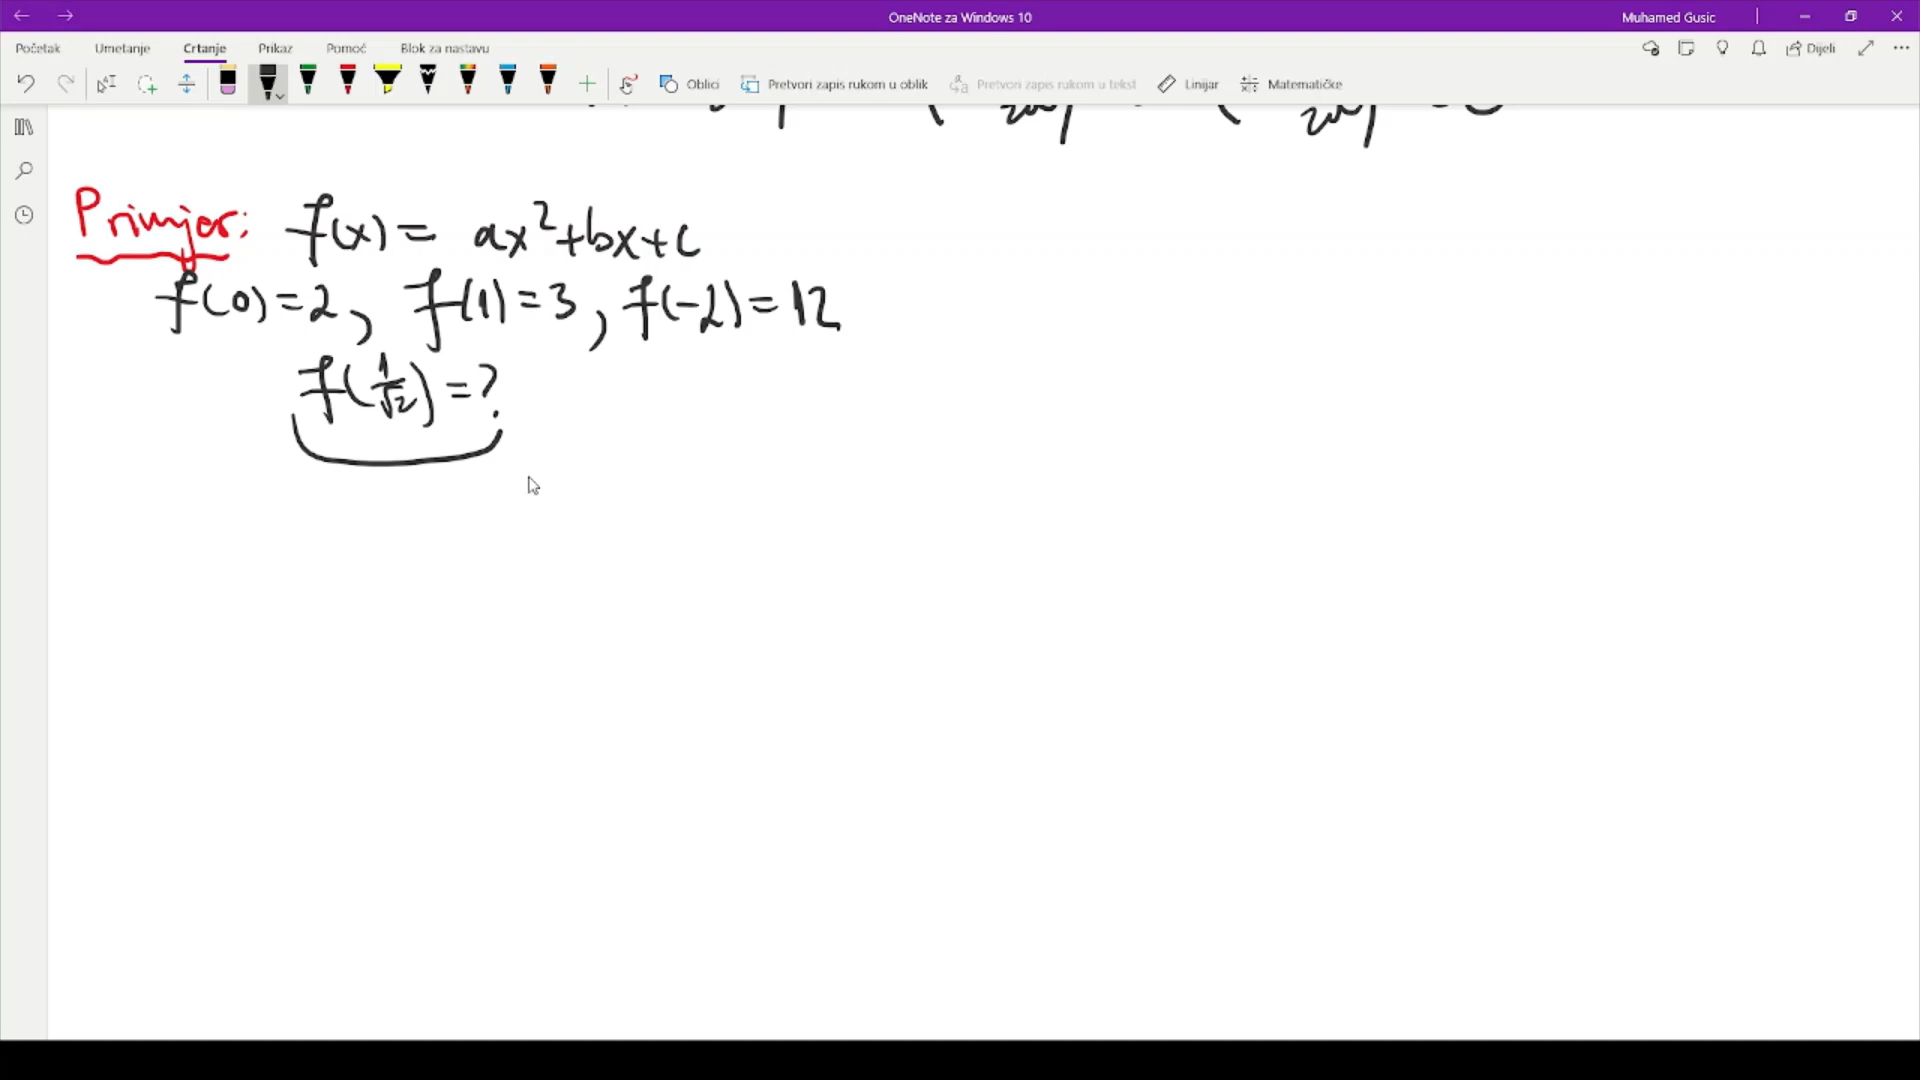 OneNote za Windows 10
Muhamed Gusic
Početak Umetanje Crtanje Prikaz Pomoć Blok za nastavu
Dijeli
Oblici Pretvori zapis rukom u oblik Pretvori zapis rukom u tekst Linijar Matematičke
Primjer: f(x) = ax²+bx+c
f(0)=2, f(1)=3, f(-2)=12
f(1/√2)=?